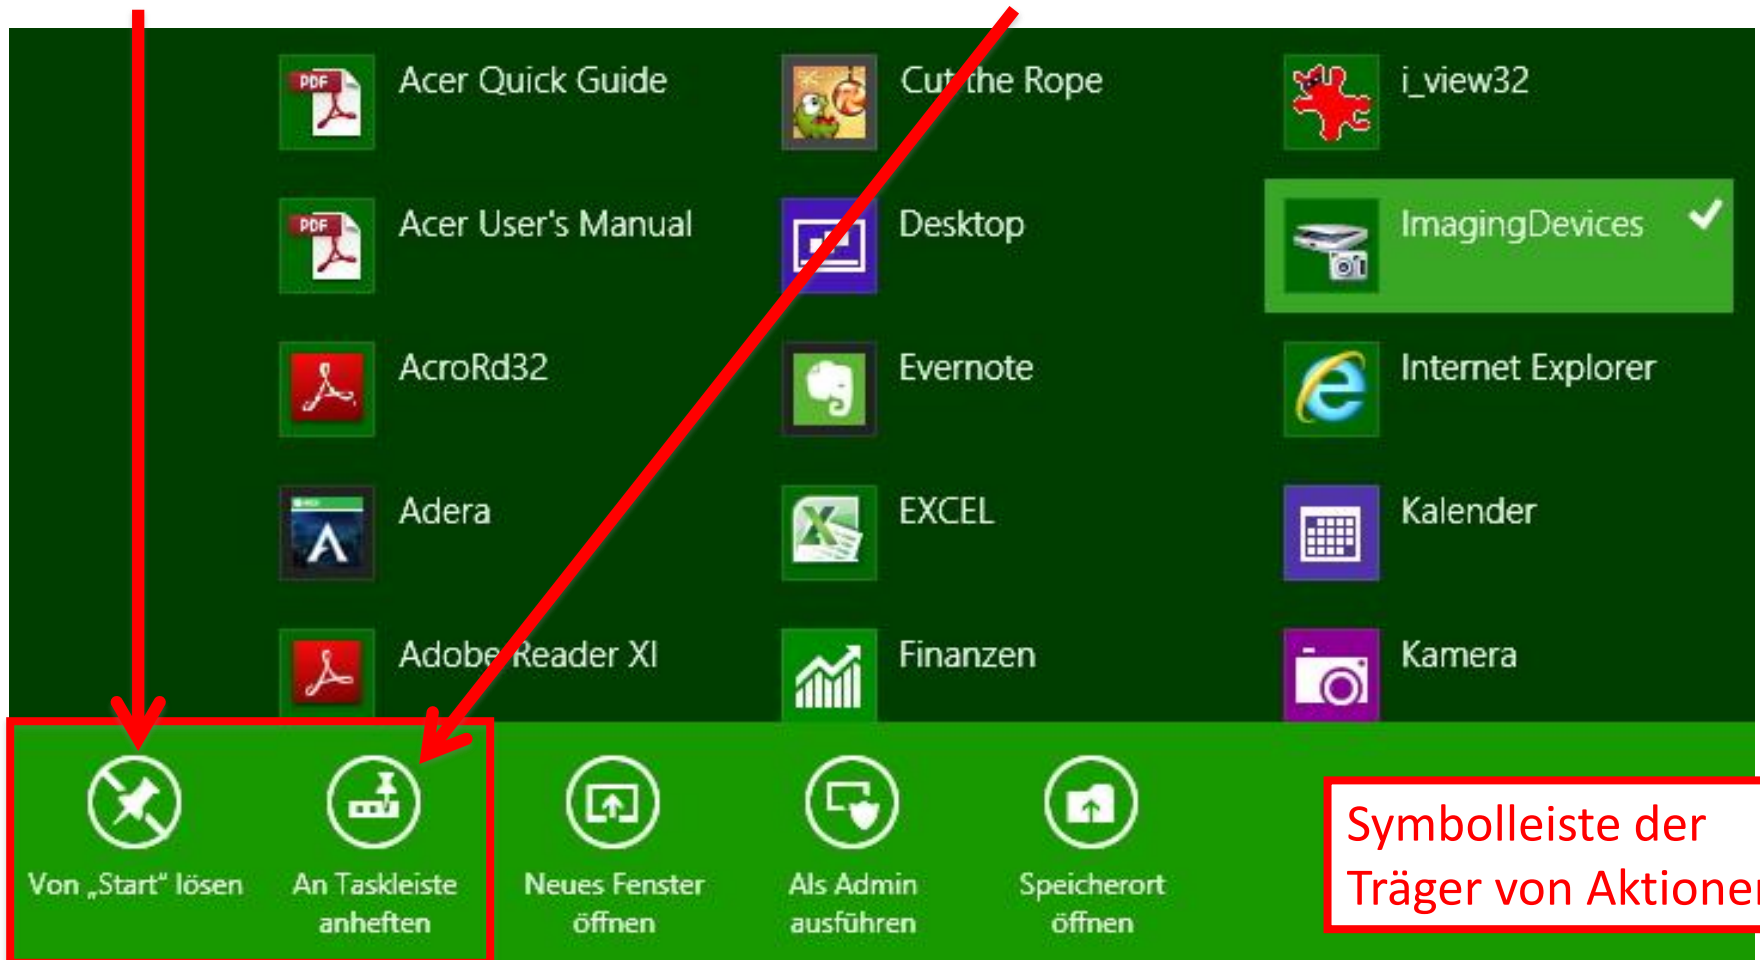 Acer Quick Guide
Cut the Rope
i_view32
Acer User's Manual
Desktop
ImagingDevices
AcroRd32
Evernote
Internet Explorer
Adera
EXCEL
Kalender
Adobe Reader XI
Finanzen
Kamera
Von „Start“ lösen
An Taskleiste
anheften
Neues Fenster
öffnen
Als Admin
ausführen
Speicherort
öffnen
Symbolleiste der
Träger von Aktionen